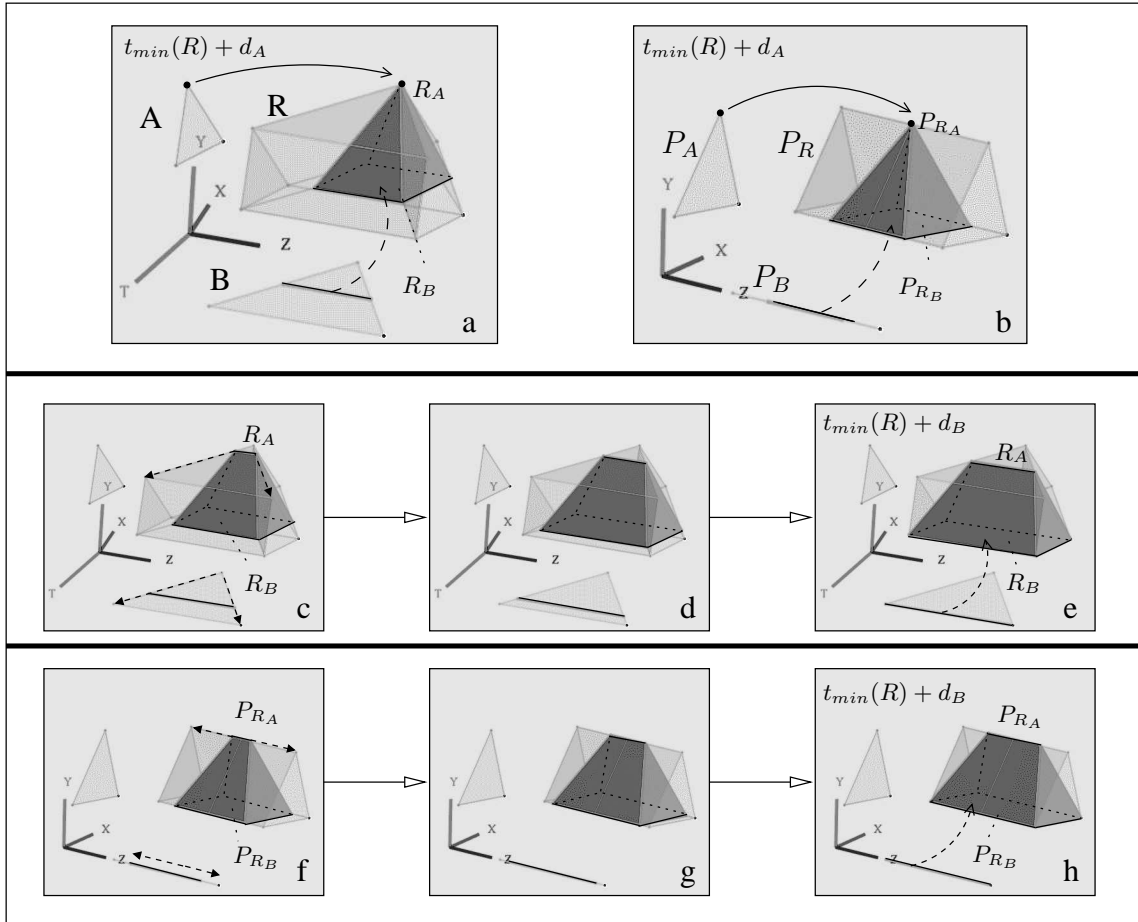 t_{min}(R) + d_A
A
R
R_A
Y
X
Z
T
B
R_B
a
t_{min}(R) + d_A
P_A
P_R
P_{R_A}
Y
X
Z
P_B
P_{R_B}
b
R_A
Y
X
Z
T
R_B
c
Y
X
Z
T
d
t_{min}(R) + d_B
R_A
Y
X
Z
T
R_B
e
P_{R_A}
Y
X
Z
P_{R_B}
f
Y
X
Z
g
t_{min}(R) + d_B
P_{R_A}
Y
X
Z
P_{R_B}
h